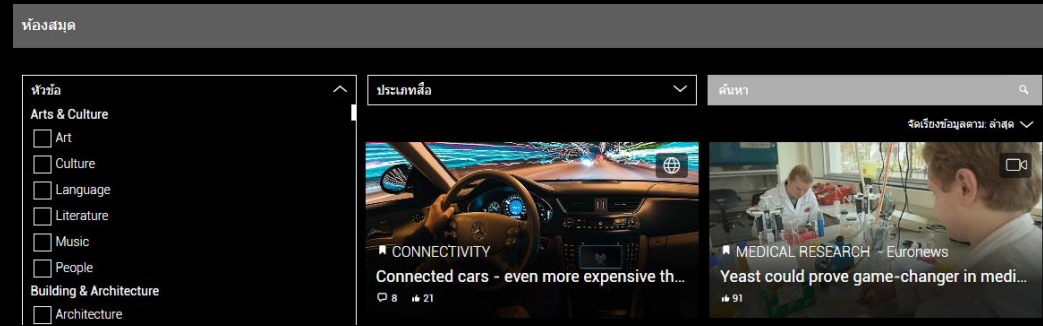 ห้องสมุด
หัวข้อ
Arts & Culture
Art
Culture
Language
Literature
Music
People
Building & Architecture
Architecture
ประเภทสื่อ
ค้นหา
จัดเรียงข้อมูลตาม: ล่าสุด
CONNECTIVITY
Connected cars - even more expensive th...
8 21
MEDICAL RESEARCH - Euronews
Yeast could prove game-changer in medi...
91